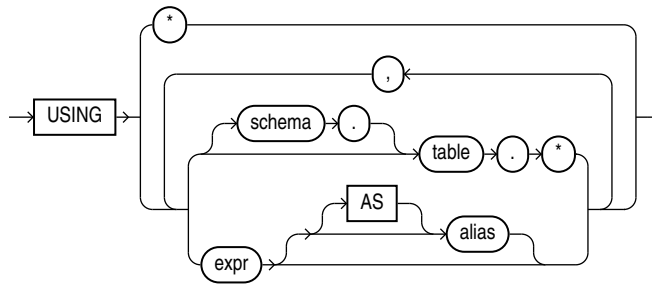 *
,
USING
schema .
table . *
AS
alias
expr